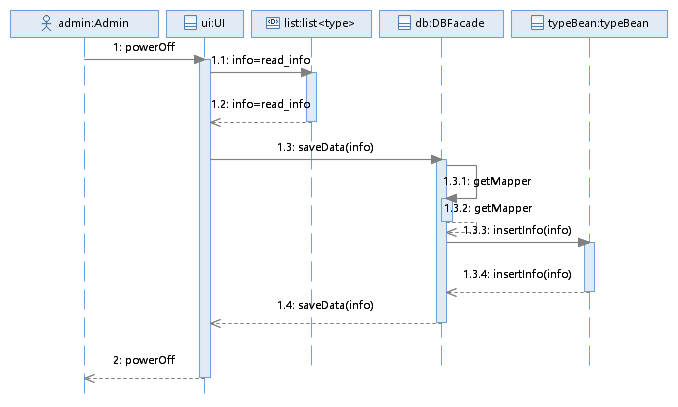 admin:Admin
ui:UI
list:list<type>
db:DBFacade
typeBean:typeBean
1: powerOff
1.1: info=read_info
1.2: info=read_info
1.3: saveData(info)
1.3.1: getMapper
1.3.2: getMapper
1.3.3: insertInfo(info)
1.3.4: insertInfo(info)
1.4: saveData(info)
2: powerOff